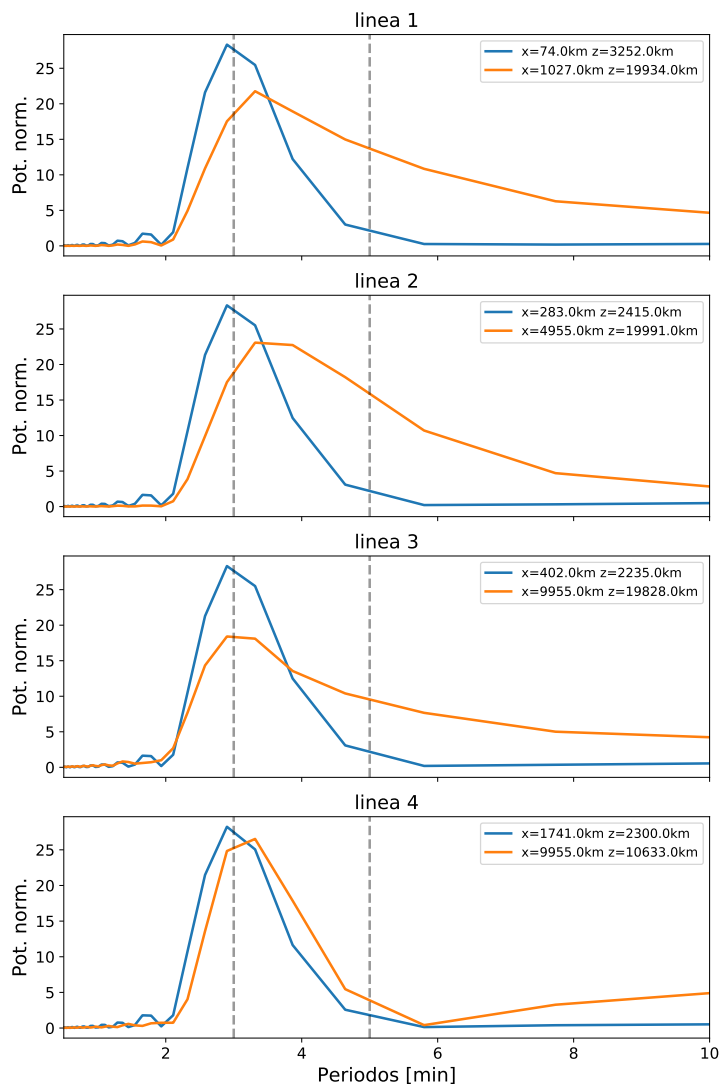 linea 1
Pot. norm.
25
20
15
10
5
0
x=74.0km z=3252.0km
x=1027.0km z=19934.0km
linea 2
Pot. norm.
25
20
15
10
5
0
x=283.0km z=2415.0km
x=4955.0km z=19991.0km
linea 3
Pot. norm.
25
20
15
10
5
0
x=402.0km z=2235.0km
x=9955.0km z=19828.0km
linea 4
Pot. norm.
25
20
15
10
5
0
x=1741.0km z=2300.0km
x=9955.0km z=10633.0km
2 4 6 8 10
Periodos [min]